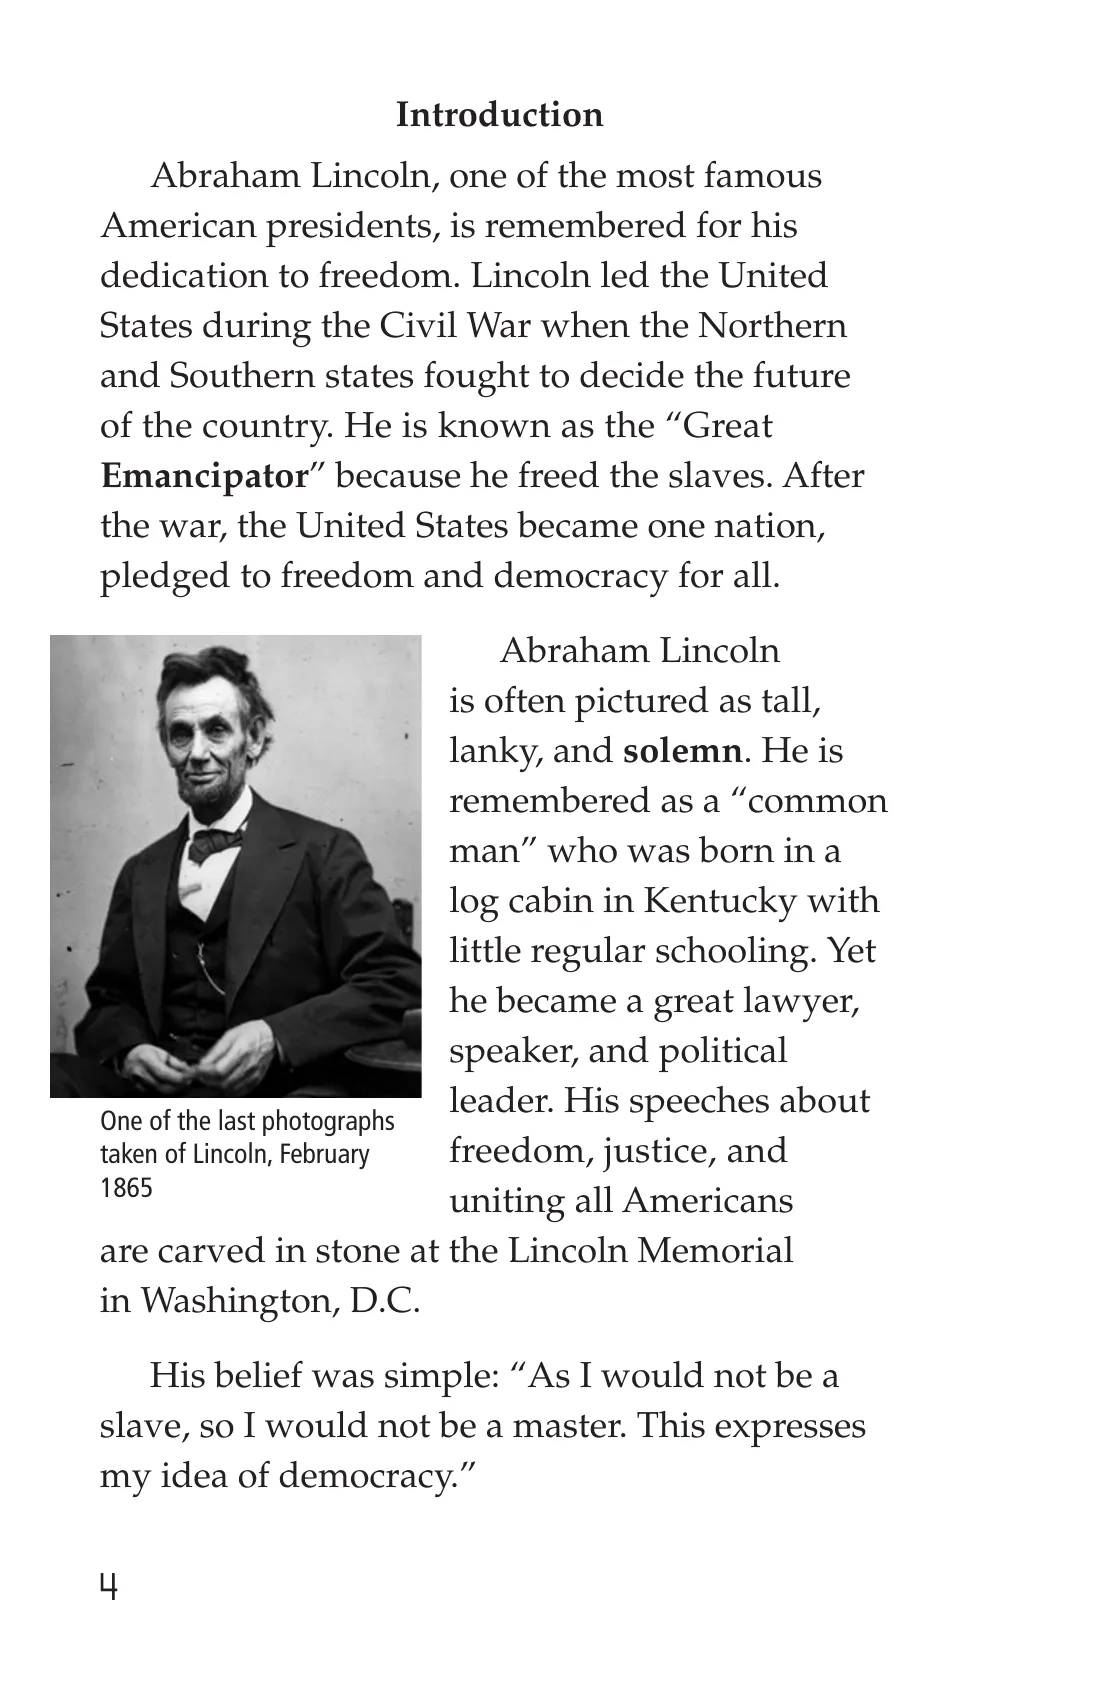 Introduction
Abraham Lincoln, one of the most famous
American presidents, is remembered for his
dedication to freedom. Lincoln led the United
States during the Civil War when the Northern
and Southern states fought to decide the future
of the country. He is known as the “Great
Emancipator” because he freed the slaves. After
the war, the United States became one nation,
pledged to freedom and democracy for all.
Abraham Lincoln
is often pictured as tall,
lanky, and solemn. He is
remembered as a “common
man” who was born in a
log cabin in Kentucky with
little regular schooling. Yet
he became a great lawyer,
speaker, and political
leader. His speeches about
freedom, justice, and
uniting all Americans
are carved in stone at the Lincoln Memorial
in Washington, D.C.
One of the last photographs
taken of Lincoln, February
1865
His belief was simple: “As I would not be a
slave, so I would not be a master. This expresses
my idea of democracy.”
4